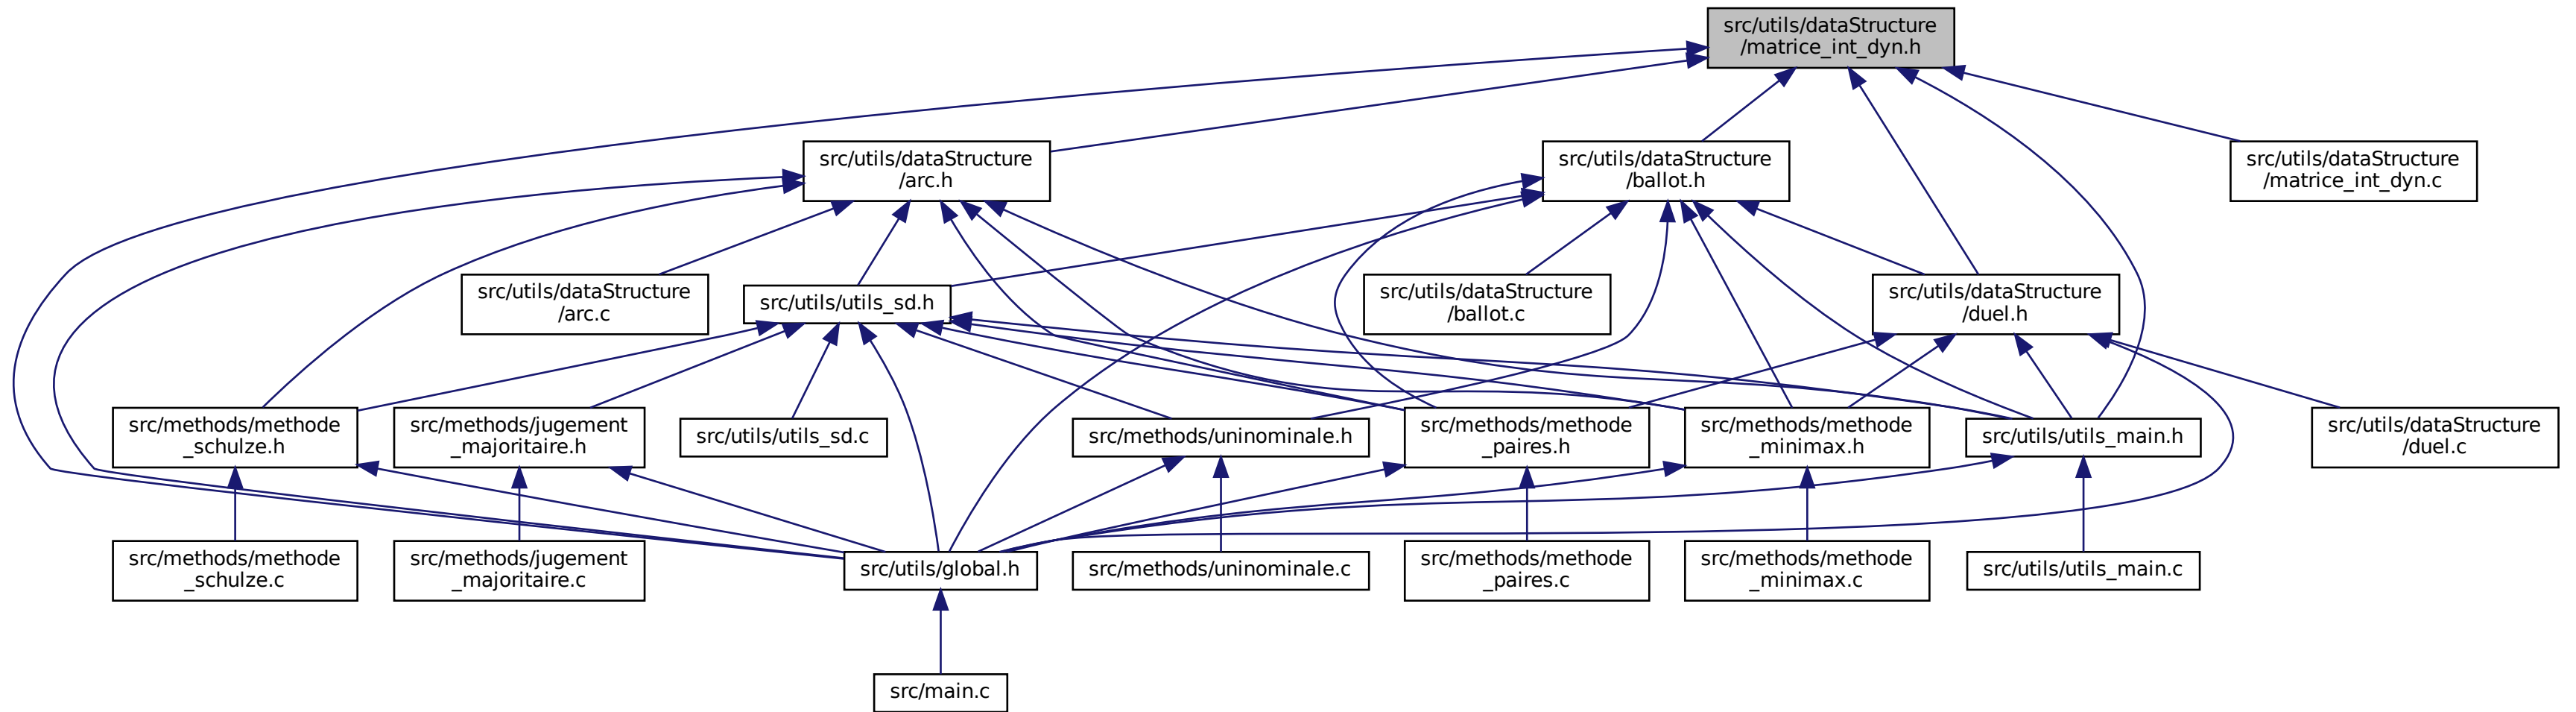 src/utils/dataStructure
/matrice_int_dyn.h
src/utils/dataStructure
/arc.h
src/utils/dataStructure
/ballot.h
src/utils/dataStructure
/matrice_int_dyn.c
src/utils/dataStructure
/arc.c
src/utils/utils_sd.h
src/utils/dataStructure
/ballot.c
src/utils/dataStructure
/duel.h
src/methods/methode
_schulze.h
src/methods/jugement
_majoritaire.h
src/utils/utils_sd.c
src/methods/uninominale.h
src/methods/methode
_paires.h
src/methods/methode
_minimax.h
src/utils/utils_main.h
src/utils/dataStructure
/duel.c
src/methods/methode
_schulze.c
src/methods/jugement
_majoritaire.c
src/utils/global.h
src/methods/uninominale.c
src/methods/methode
_paires.c
src/methods/methode
_minimax.c
src/utils/utils_main.c
src/main.c